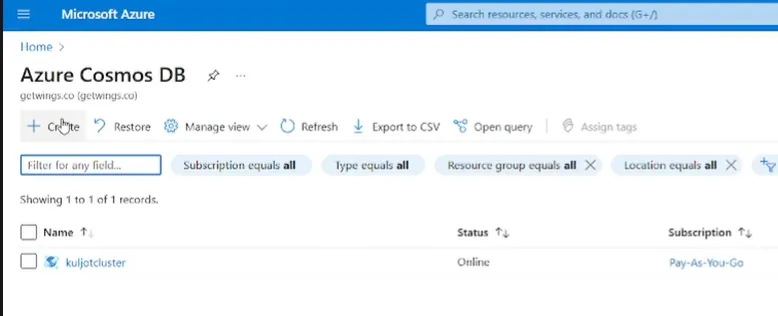 Microsoft Azure
Search resources, services, and docs (G+/)
Home >
Azure Cosmos DB
getwings.co (getwings.co)
Create Restore Manage view Refresh Export to CSV Open query Assign tags
Filter for any field... Subscription equals all Type equals all Resource group equals all Location equals all
Showing 1 to 1 of 1 records.
Name Status Subscription
kuljotcluster Online Pay-As-You-Go